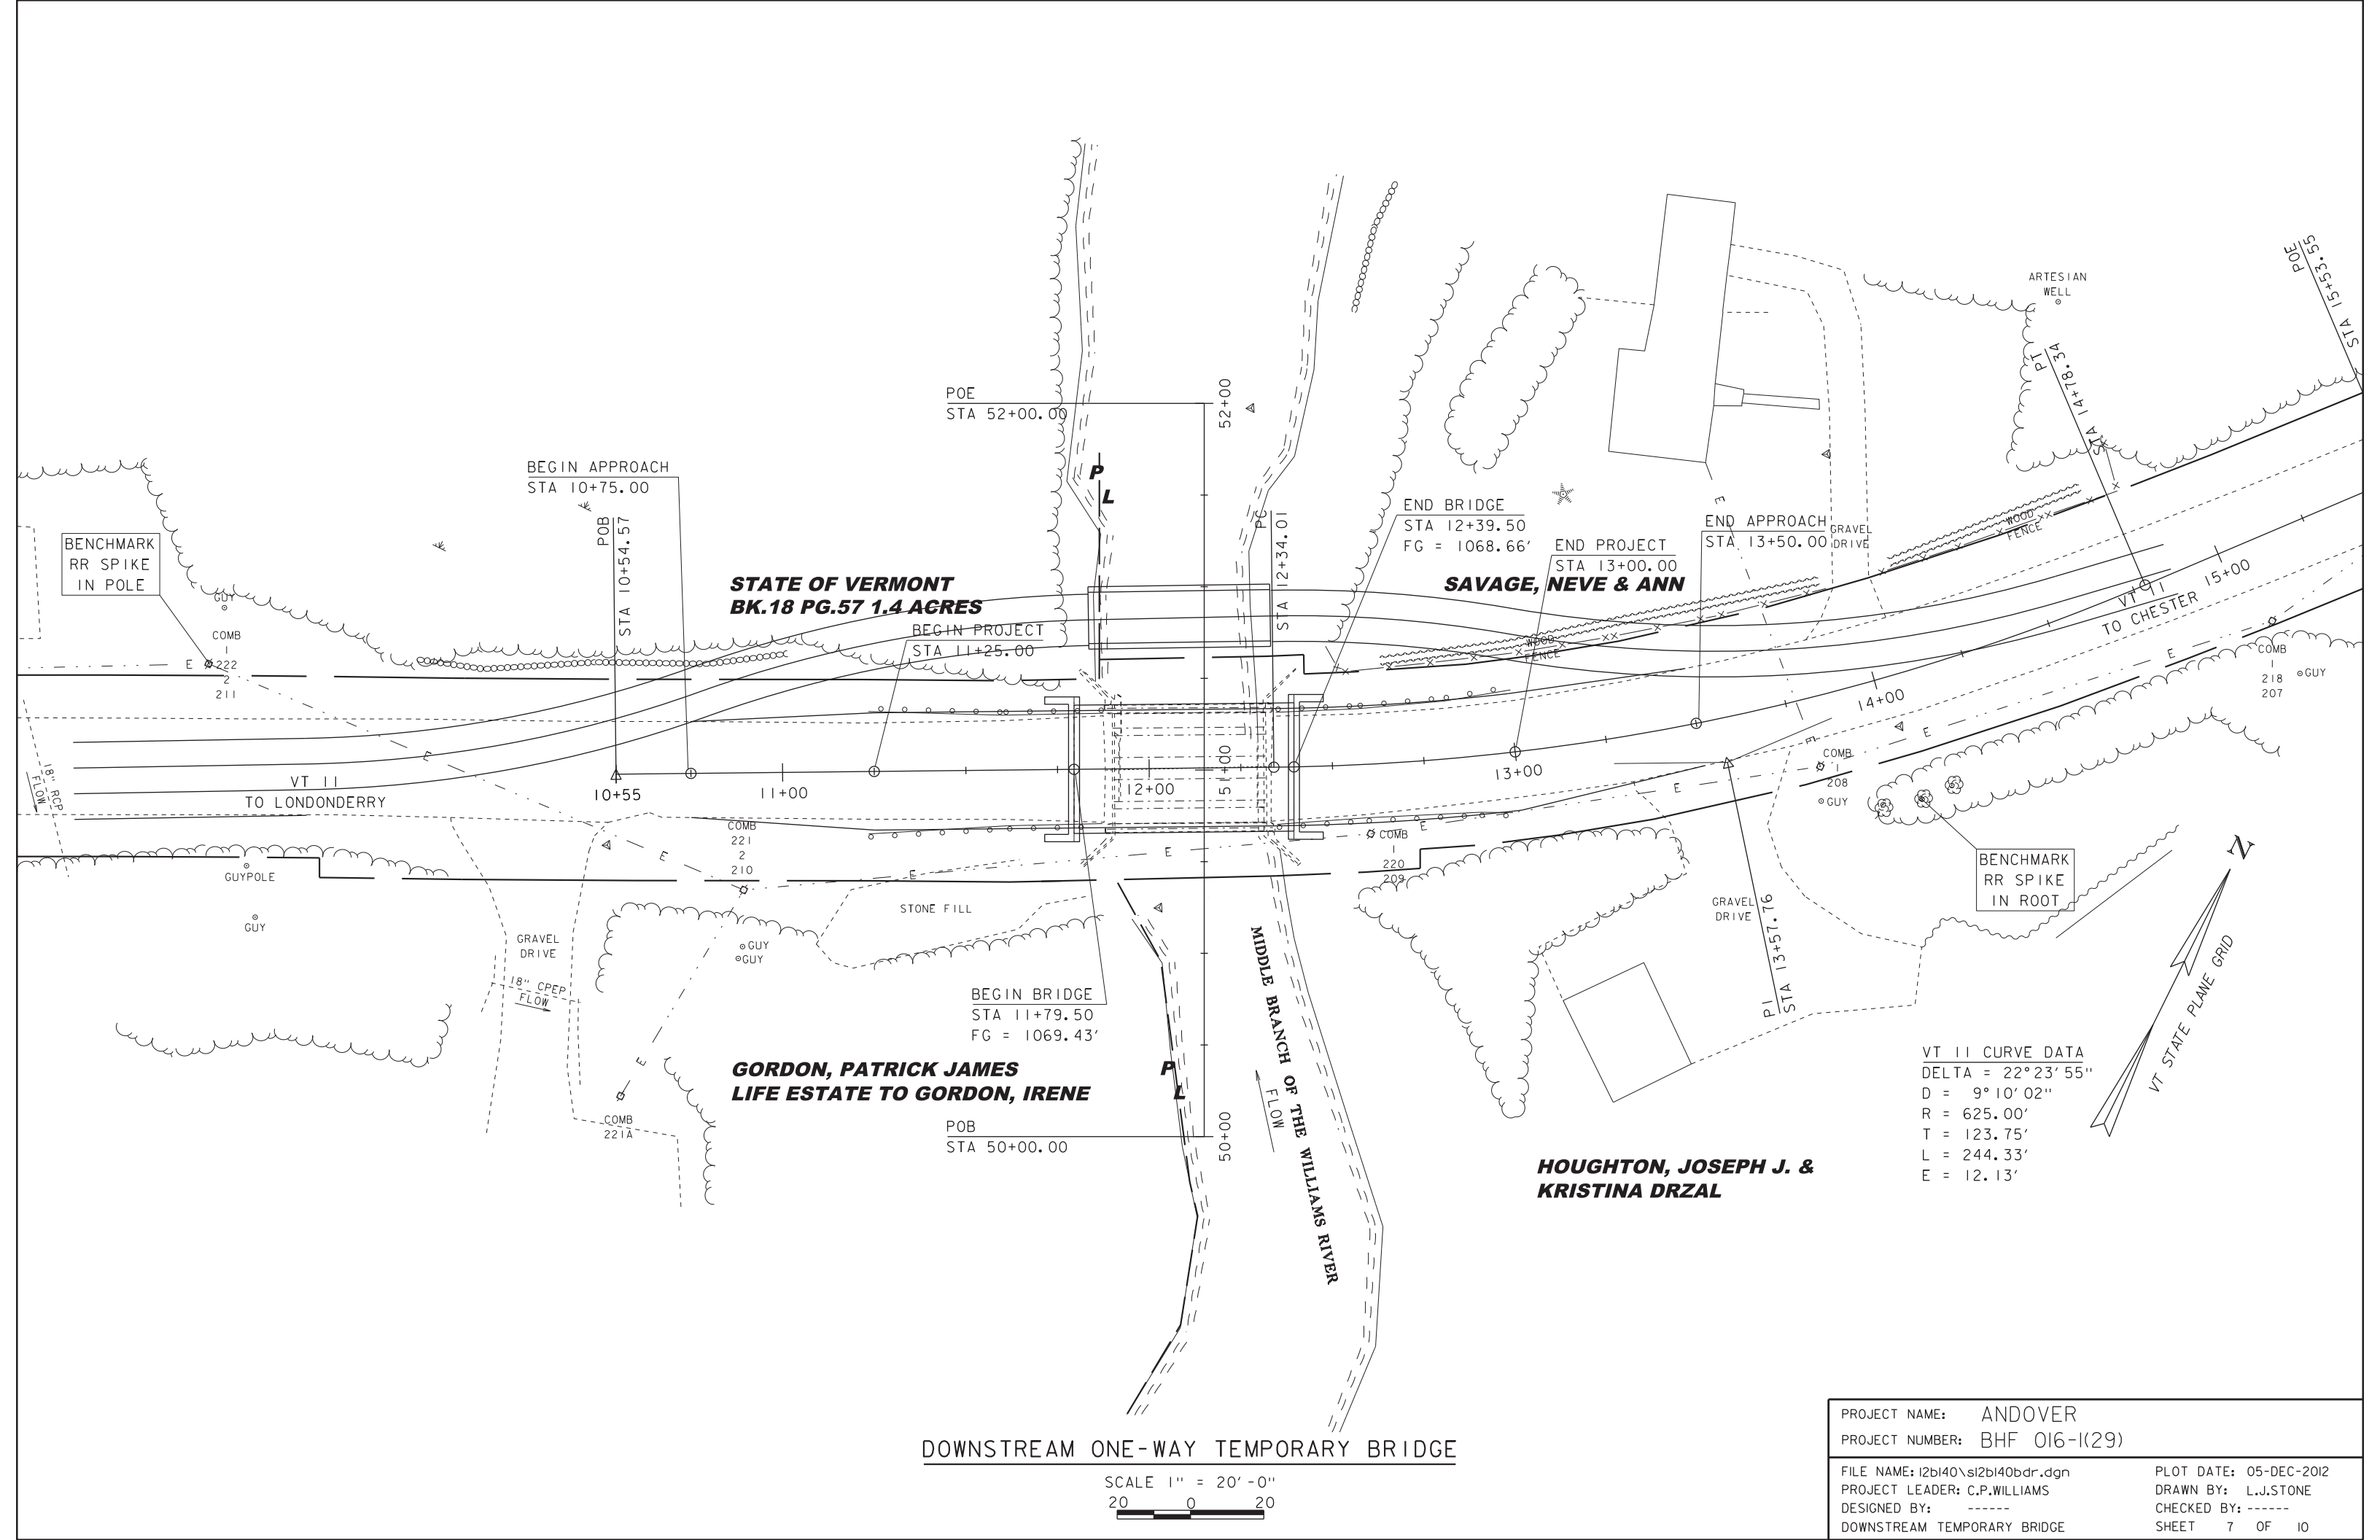 POE
STA 15+53.55
ARTESIAN
WELL
PT
STA 14+78.34
POE
STA 52+00.00
52+00
BEGIN APPROACH
STA 10+75.00
POB
STA 10+54.57
P
L
PC
STA 12+34.01
END BRIDGE
STA 12+39.50
FG = 1068.66'
END PROJECT
STA 13+00.00
END APPROACH
STA 13+50.00
GRAVEL
DRIVE
WOOD
FENCE
E
BENCHMARK
RR SPIKE
IN POLE
STATE OF VERMONT
BK.18 PG.57 1.4 ACRES
SAVAGE, NEVE & ANN
BEGIN PROJECT
STA 11+25.00
GUY
COMB
1
222
2
211
E
WOOD
FENCE
VT 11
TO CHESTER
15+00
E
COMB
1
218
207
GUY
14+00
E
E
18" RCP
FLOW
VT 11
TO LONDONDERRY
10+55
11+00
12+00
51+00
13+00
E
E
COMB
1
208
GUY
COMB
221
2
210
E
E
E
E
COMB
1
220
209
GUYPOLE
GUY
STONE FILL
GRAVEL
DRIVE
18" CPEP
FLOW
GUY
GUY
E
COMB
221A
BENCHMARK
RR SPIKE
IN ROOT
GRAVEL
DRIVE
PI
STA 13+57.76
N
VT STATE PLANE GRID
BEGIN BRIDGE
STA 11+79.50
FG = 1069.43'
GORDON, PATRICK JAMES
LIFE ESTATE TO GORDON, IRENE
P
L
MIDDLE BRANCH OF THE WILLIAMS RIVER
FLOW
POB
STA 50+00.00
50+00
VT 11 CURVE DATA
DELTA = 22°23'55"
D = 9°10'02"
R = 625.00'
T = 123.75'
L = 244.33'
E = 12.13'
HOUGHTON, JOSEPH J. &
KRISTINA DRZAL
DOWNSTREAM ONE-WAY TEMPORARY BRIDGE
SCALE 1" = 20'-0"
20 0 20
PROJECT NAME: ANDOVER
PROJECT NUMBER: BHF 016-1(29)
FILE NAME: 12b140\s12b140bdr.dgn PLOT DATE: 05-DEC-2012
PROJECT LEADER: C.P.WILLIAMS DRAWN BY: L.J.STONE
DESIGNED BY: ------ CHECKED BY: ------
DOWNSTREAM TEMPORARY BRIDGE SHEET 7 OF 10